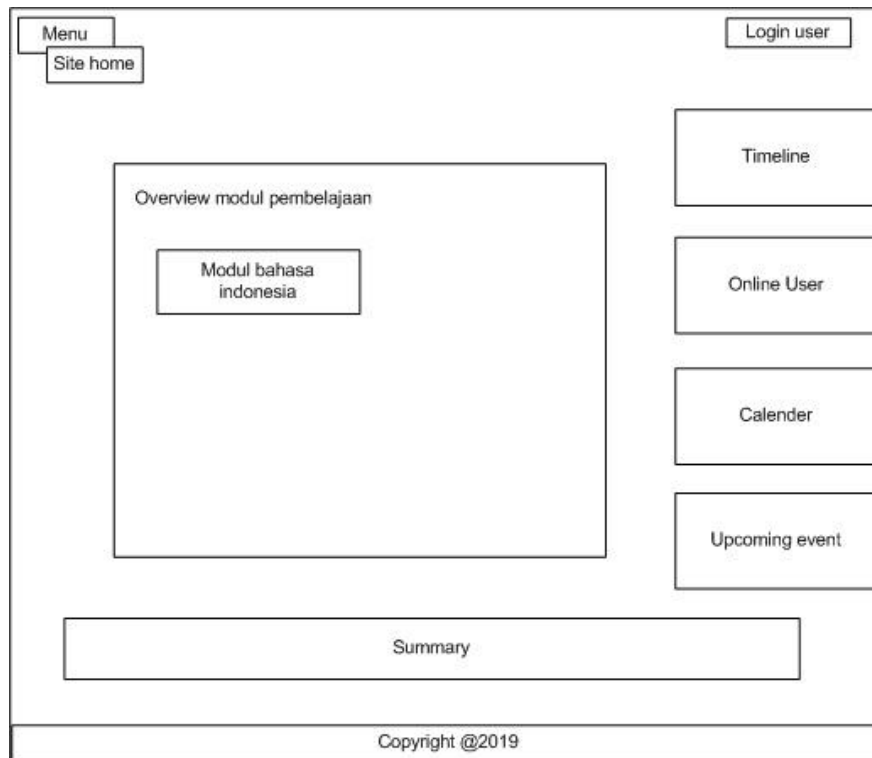 Menu
Login user
Site home
Timeline
Overview modul pembelajaan
Modul bahasa
indonesia
Online User
Calender
Upcoming event
Summary
Copyright @2019